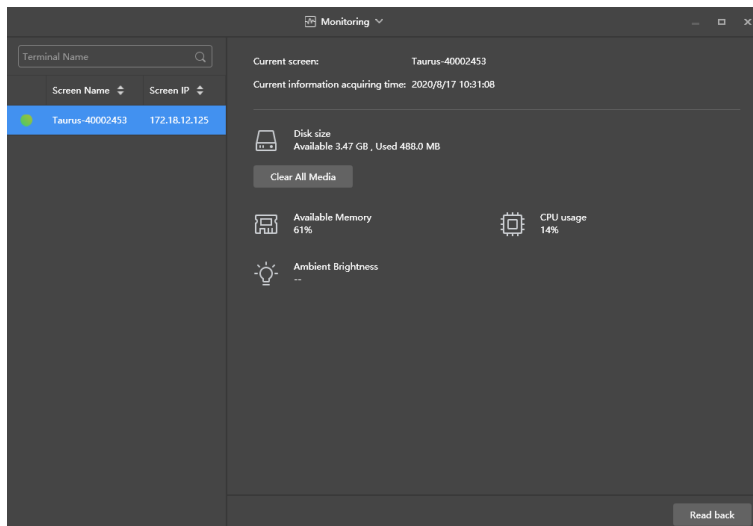 Monitoring
Terminal Name
Screen Name Screen IP
Taurus-40002453 172.18.12.125
Current screen: Taurus-40002453
Current information acquiring time: 2020/8/17 10:31:08
Disk size
Available 3.47 GB , Used 488.0 MB
Clear All Media
Available Memory
61%
CPU usage
14%
Ambient Brightness
--
Read back